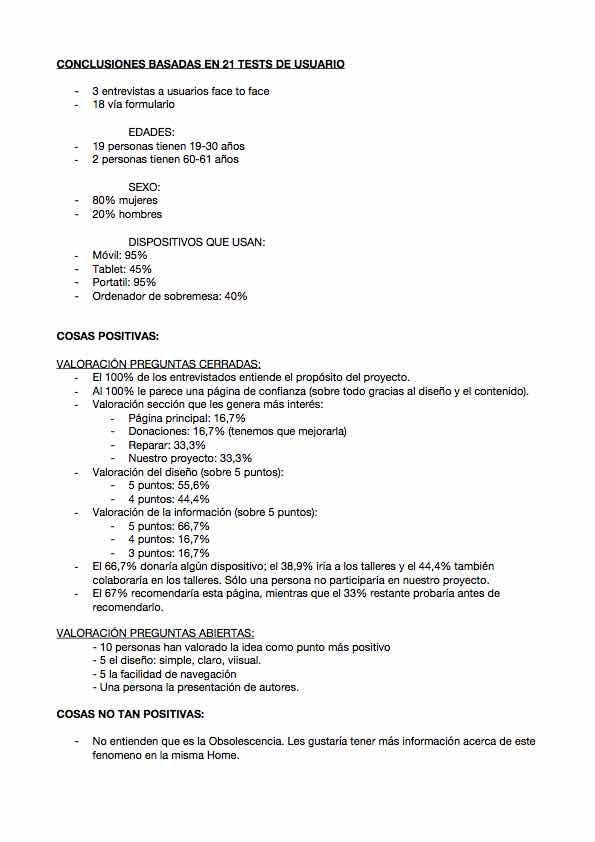 CONCLUSIONES BASADAS EN 21 TESTS DE USUARIO
- 3 entrevistas a usuarios face to face
- 18 vía formulario
EDADES:
- 19 personas tienen 19-30 años
- 2 personas tienen 60-61 años
SEXO:
- 80% mujeres
- 20% hombres
DISPOSITIVOS QUE USAN:
- Móvil: 95%
- Tablet: 45%
- Portatil: 95%
- Ordenador de sobremesa: 40%
COSAS POSITIVAS:
VALORACIÓN PREGUNTAS CERRADAS:
- El 100% de los entrevistados entiende el propósito del proyecto.
- Al 100% le parece una página de confianza (sobre todo gracias al diseño y el contenido).
- Valoración sección que les genera más interés:
- Página principal: 16,7%
- Donaciones: 16,7% (tenemos que mejorarla)
- Reparar: 33,3%
- Nuestro proyecto: 33,3%
- Valoración del diseño (sobre 5 puntos):
- 5 puntos: 55,6%
- 4 puntos: 44,4%
- Valoración de la información (sobre 5 puntos):
- 5 puntos: 66,7%
- 4 puntos: 16,7%
- 3 puntos: 16,7%
- El 66,7% donaría algún dispositivo; el 38,9% iría a los talleres y el 44,4% también
colaboraría en los talleres. Sólo una persona no participaría en nuestro proyecto.
- El 67% recomendaría esta página, mientras que el 33% restante probaría antes de
recomendarlo.
VALORACIÓN PREGUNTAS ABIERTAS:
- 10 personas han valorado la idea como punto más positivo
- 5 el diseño: simple, claro, viisual.
- 5 la facilidad de navegación
- Una persona la presentación de autores.
COSAS NO TAN POSITIVAS:
- No entienden que es la Obsolescencia. Les gustaría tener más información acerca de este
fenomeno en la misma Home.